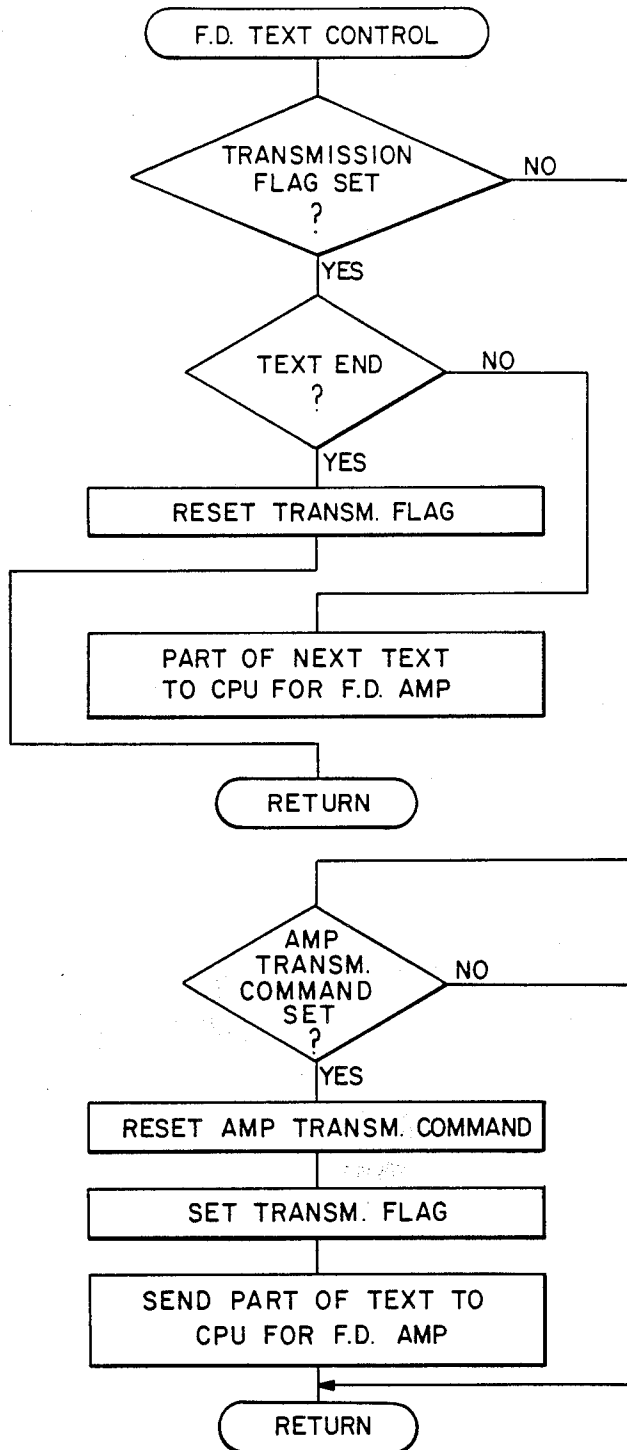 F.D. TEXT CONTROL
TRANSMISSION
FLAG SET
?
NO
YES
TEXT END
?
NO
YES
RESET TRANSM. FLAG
PART OF NEXT TEXT
TO CPU FOR F.D. AMP
RETURN
AMP
TRANSM.
COMMAND
SET
?
NO
YES
RESET AMP TRANSM. COMMAND
SET TRANSM. FLAG
SEND PART OF TEXT TO
CPU FOR F.D. AMP
RETURN